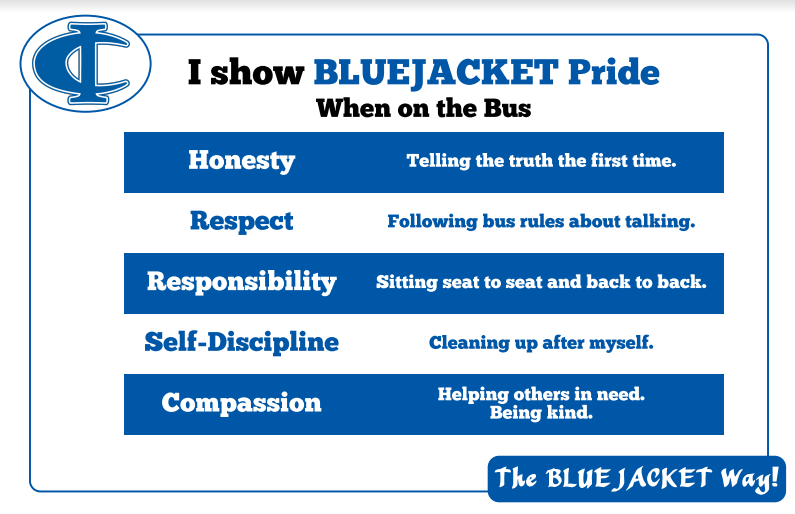 I show BLUEJACKET Pride
When on the Bus
Honesty
Telling the truth the first time.
Respect
Following bus rules about talking.
Responsibility
Sitting seat to seat and back to back.
Self-Discipline
Cleaning up after myself.
Compassion
Helping others in need.
Being kind.
The BLUEJACKET Way!